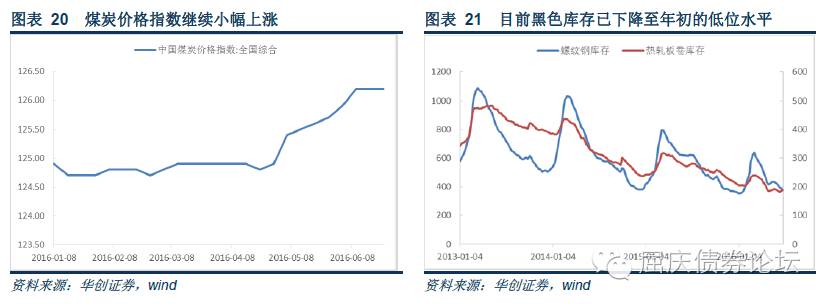 图表 20 煤炭价格指数继续小幅上涨
中国煤炭价格指数:全国综合
126.50
126.00
125.50
125.00
124.50
124.00
123.50
2016-01-08 2016-02-08 2016-03-08 2016-04-08 2016-05-08 2016-06-08
资料来源：华创证券，wind
图表 21 目前黑色库存已下降至年初的低位水平
螺纹钢库存 热轧板卷库存
1200 600
1000 500
800 400
600 300
400 200
200 100
0 0
2013-01-04 2014-01-04
屈庆债券论坛
资料来源：华创证券，wind